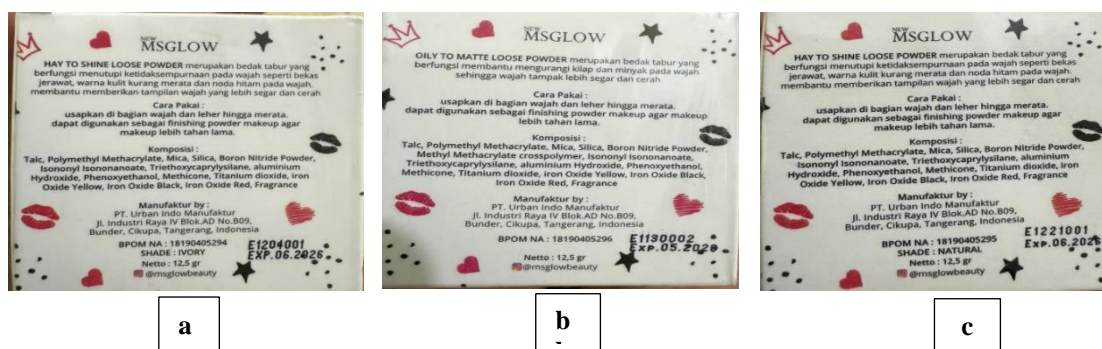 NEW
MSGLOW
HAY TO SHINE LOOSE POWDER merupakan bedak tabur yang
berfungsi menutupi ketidaksempurnaan pada wajah seperti bekas
jerawat, warna kulit kurang merata dan noda hitam pada wajah.
membantu memberikan tampilan wajah yang lebih segar dan cerah
Cara Pakai :
usapkan di bagian wajah dan leher hingga merata.
dapat digunakan sebagai finishing powder makeup agar
makeup lebih tahan lama.
Komposisi :
Talc, Polymethyl Methacrylate, Mica, Silica, Boron Nitride Powder,
Isononyl Isononanoate, Triethoxycaprylysilane, aluminium
Hydroxide, Phenoxyethanol, Methicone, Titanium dioxide, iron
Oxide Yellow, Iron Oxide Black, Iron Oxide Red, Fragrance
Manufaktur by :
PT. Urban Indo Manufaktur
Jl. Industri Raya IV Blok.AD No.B09,
Bunder, Cikupa, Tangerang, Indonesia
BPOM NA : 18190405295
SHADE : IVORY
Netto : 12,5 gr
@msglowbeauty
E1204001
EXP.06.2026
a
NEW
MSGLOW
OILY TO MATTE LOOSE POWDER merupakan bedak tabur yang
berfungsi membantu mengurangi kilap dan minyak pada wajah
sehingga wajah tampak lebih segar dan cerah
Cara Pakai :
usapkan di bagian wajah dan leher hingga merata.
dapat digunakan sebagai finishing powder makeup agar makeup
lebih tahan lama.
Komposisi :
Talc, Polymethyl Methacrylate, Mica, Silica, Boron Nitride Powder,
Methyl Methacrylate crosspolymer, Isononyl Isononanoate,
Triethoxycaprylysilane, aluminium Hydroxide, Phenoxyethanol,
Methicone, Titanium dioxide, iron Oxide Yellow, Iron Oxide Black,
Iron Oxide Red, Fragrance
Manufaktur by :
PT. Urban Indo Manufaktur
Jl. Industri Raya IV Blok.AD No.B09,
Bunder, Cikupa, Tangerang, Indonesia
BPOM NA : 18190405296
Netto : 12,5 gr
@msglowbeauty
E1190002
EXP.05.2026
b
NEW
MSGLOW
HAY TO SHINE LOOSE POWDER merupakan bedak tabur yang
berfungsi menutupi ketidaksempurnaan pada wajah seperti bekas
jerawat, warna kulit kurang merata dan noda hitam pada wajah.
membantu memberikan tampilan wajah yang lebih segar dan cerah
Cara Pakai :
usapkan di bagian wajah dan leher hingga merata.
dapat digunakan sebagai finishing powder makeup agar
makeup lebih tahan lama.
Komposisi :
Talc, Polymethyl Methacrylate, Mica, Silica, Boron Nitride Powder,
Isononyl Isononanoate, Triethoxycaprylysilane, aluminium
Hydroxide, Phenoxyethanol, Methicone, Titanium dioxide, iron
Oxide Yellow, Iron Oxide Black, Iron Oxide Red, Fragrance
Manufaktur by :
PT. Urban Indo Manufaktur
Jl. Industri Raya IV Blok.AD No.B09,
Bunder, Cikupa, Tangerang, Indonesia
BPOM NA : 18190405295
SHADE : NATURAL
Netto : 12,5 gr
@msglowbeauty
E1221001
EXP.06.2026
c